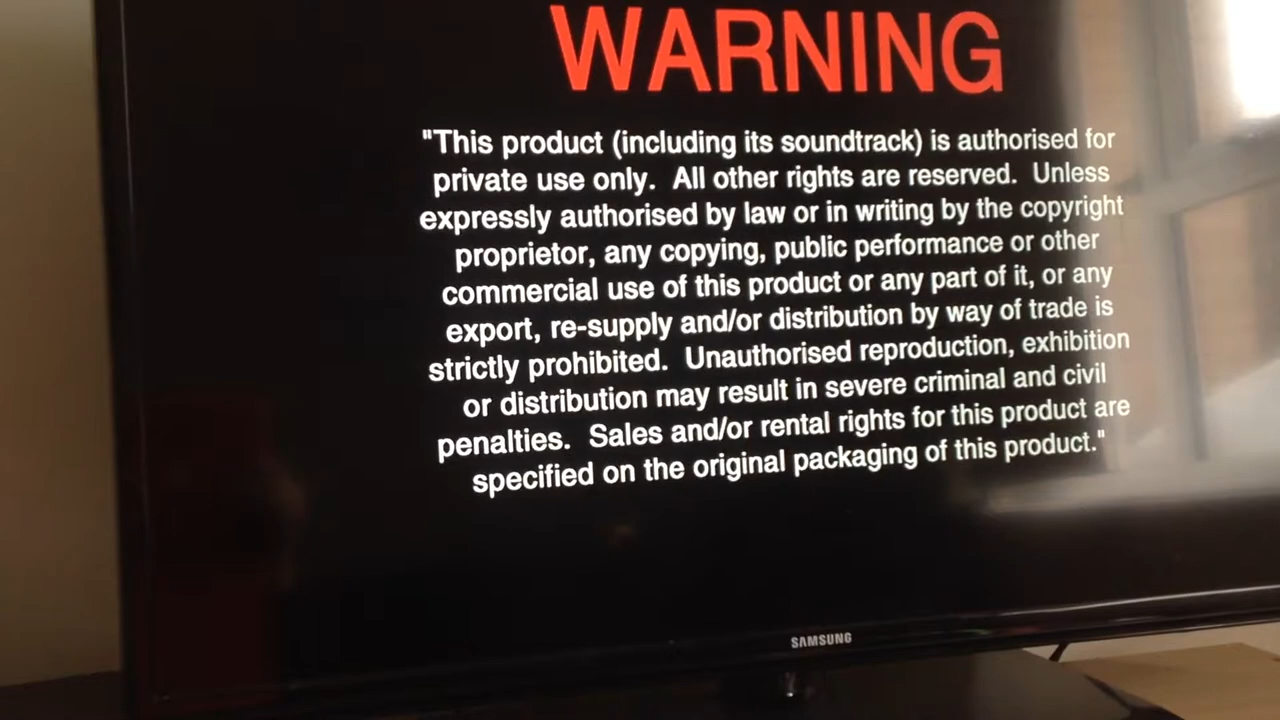 WARNING
"This product (including its soundtrack) is authorised for
private use only.  All other rights are reserved.  Unless
expressly authorised by law or in writing by the copyright
proprietor, any copying, public performance or other
commercial use of this product or any part of it, or any
export, re-supply and/or distribution by way of trade is
strictly prohibited.  Unauthorised reproduction, exhibition
or distribution may result in severe criminal and civil
penalties.  Sales and/or rental rights for this product are
specified on the original packaging of this product."
SAMSUNG